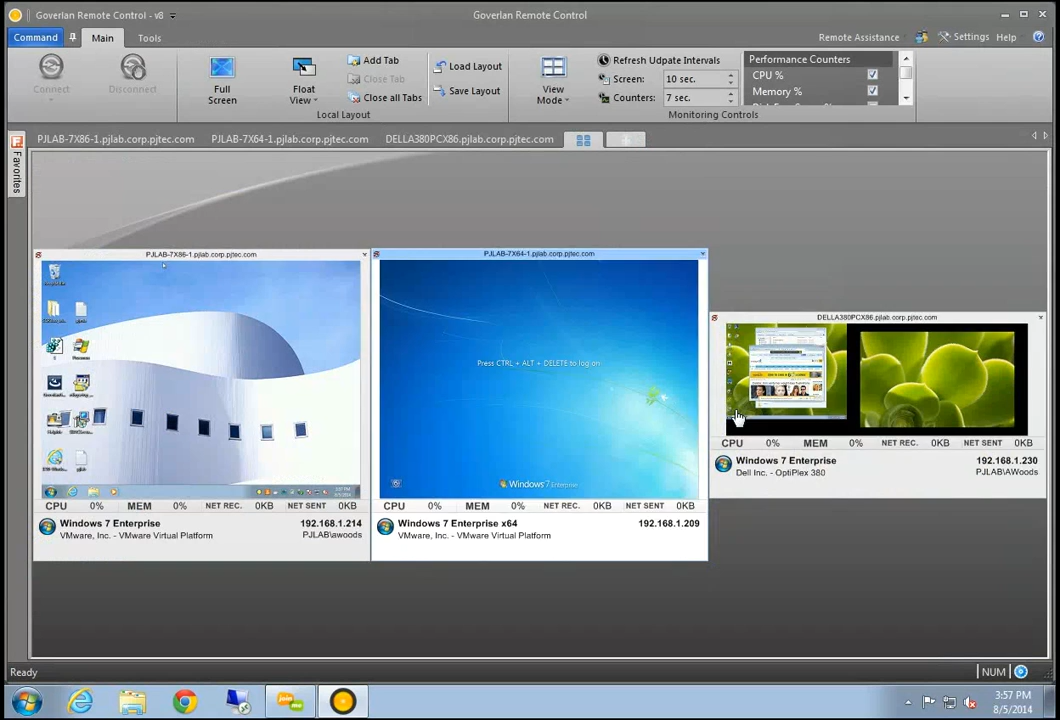 Goverlan Remote Control - v8
Goverlan Remote Control
Command
Main
Tools
Remote Assistance
Settings
Help
Connect
Disconnect
Full Screen
Float View
Add Tab
Close Tab
Close all Tabs
Load Layout
Save Layout
Local Layout
View Mode
Refresh Udpate Intervals
Screen: 10 sec.
Counters: 7 sec.
Performance Counters
CPU %
Memory %
Monitoring Controls
Favorites
PJLAB-7X86-1.pjlab.corp.pjtec.com
PJLAB-7X64-1.pjlab.corp.pjtec.com
DELLA380PCX86.pjlab.corp.pjtec.com
PJLAB-7X86-1.pjlab.corp.pjtec.com
CPU 0% MEM 0% NET REC. 0KB NET SENT 0KB
Windows 7 Enterprise 192.168.1.214
VMware, Inc. - VMware Virtual Platform PJLAB\awoods
PJLAB-7X64-1.pjlab.corp.pjtec.com
Press CTRL + ALT + DELETE to log on
Windows 7 Enterprise
CPU 0% MEM 0% NET REC. 0KB NET SENT 0KB
Windows 7 Enterprise x64 192.168.1.209
VMware, Inc. - VMware Virtual Platform
DELLA380PCX86.pjlab.corp.pjtec.com
CPU 0% MEM 0% NET REC. 0KB NET SENT 0KB
Windows 7 Enterprise 192.168.1.230
Dell Inc. - OptiPlex 380 PJLAB\AWoods
Ready
NUM
3:57 PM
8/5/2014